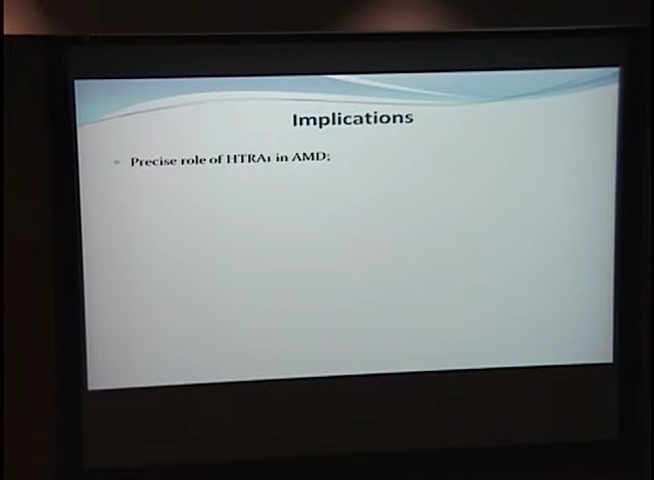 Implications
Precise role of HTRA1 in AMD;